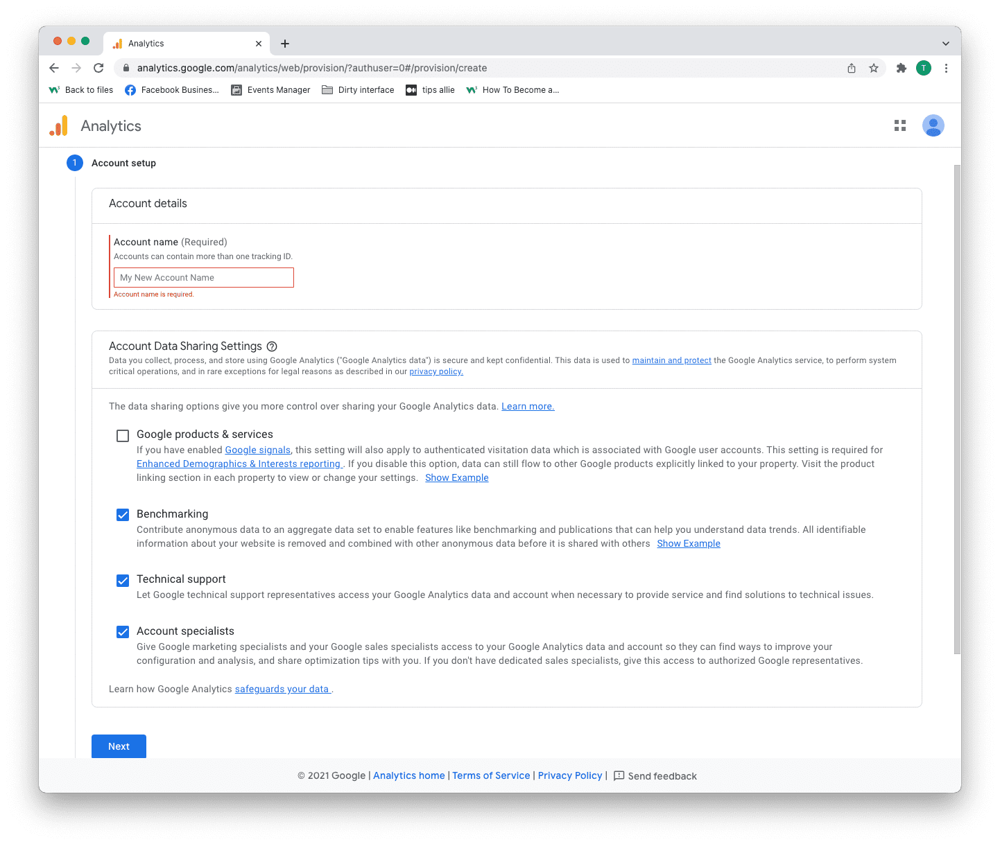 Analytics
analytics.google.com/analytics/web/provision/?authuser=0#/provision/create
T
Back to files
Facebook Busines...
Events Manager
Dirty interface
tips allie
How To Become a...
Analytics
1
Account setup
Account details
Account name (Required)
Accounts can contain more than one tracking ID.
My New Account Name
Account name is required.
Account Data Sharing Settings
Data you collect, process, and store using Google Analytics ("Google Analytics data") is secure and kept confidential. This data is used to maintain and protect the Google Analytics service, to perform system
critical operations, and in rare exceptions for legal reasons as described in our privacy policy.
The data sharing options give you more control over sharing your Google Analytics data. Learn more.
Google products & services
If you have enabled Google signals, this setting will also apply to authenticated visitation data which is associated with Google user accounts. This setting is required for
Enhanced Demographics & Interests reporting . If you disable this option, data can still flow to other Google products explicitly linked to your property. Visit the product
linking section in each property to view or change your settings. Show Example
Benchmarking
Contribute anonymous data to an aggregate data set to enable features like benchmarking and publications that can help you understand data trends. All identifiable
information about your website is removed and combined with other anonymous data before it is shared with others Show Example
Technical support
Let Google technical support representatives access your Google Analytics data and account when necessary to provide service and find solutions to technical issues.
Account specialists
Give Google marketing specialists and your Google sales specialists access to your Google Analytics data and account so they can find ways to improve your
configuration and analysis, and share optimization tips with you. If you don't have dedicated sales specialists, give this access to authorized Google representatives.
Learn how Google Analytics safeguards your data .
Next
© 2021 Google | Analytics home | Terms of Service | Privacy Policy | Send feedback